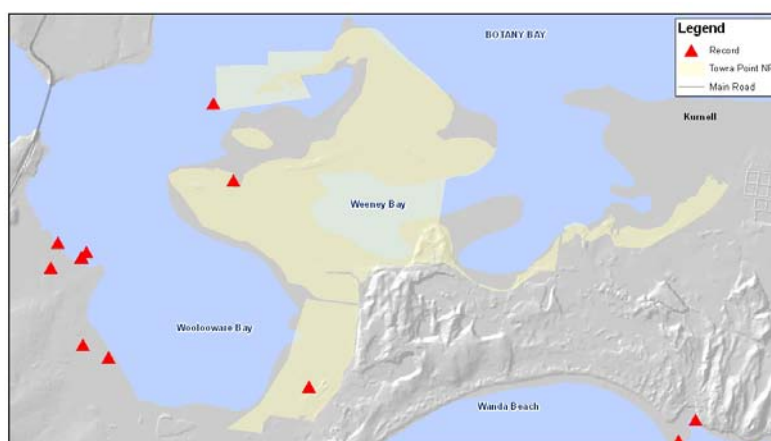 BOTANY BAY
Legend
Record
Towra Point NR
Main Road
Kurnell
Weeney Bay
Woolooware Bay
Wanda Beach